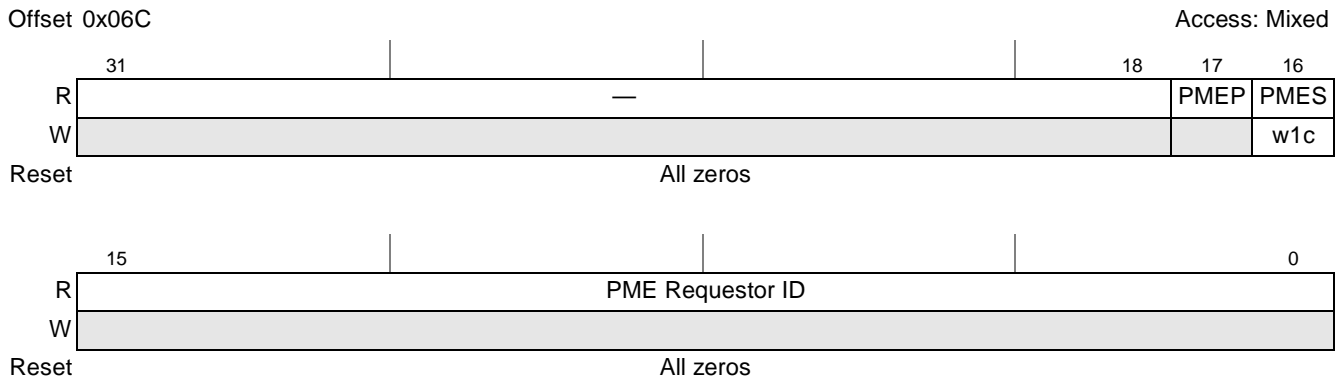 Offset 0x06C Access: Mixed
31 18 17 16
R — PMEP PMES
W w1c
Reset All zeros
15 0
R PME Requestor ID
W
Reset All zeros